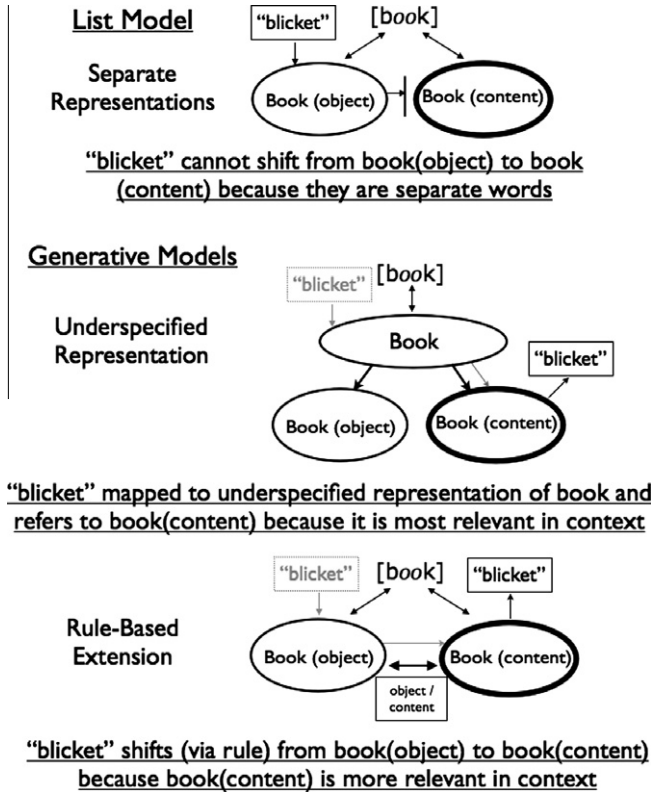 List Model
"blicket"
[book]
Separate
Representations
Book (object)
Book (content)
"blicket" cannot shift from book(object) to book
(content) because they are separate words
Generative Models
"blicket"
[book]
Underspecified
Representation
Book
"blicket"
Book (object)
Book (content)
"blicket" mapped to underspecified representation of book and
refers to book(content) because it is most relevant in context
"blicket"
[book]
"blicket"
Rule-Based
Extension
Book (object)
Book (content)
object /
content
"blicket" shifts (via rule) from book(object) to book(content)
because book(content) is more relevant in context